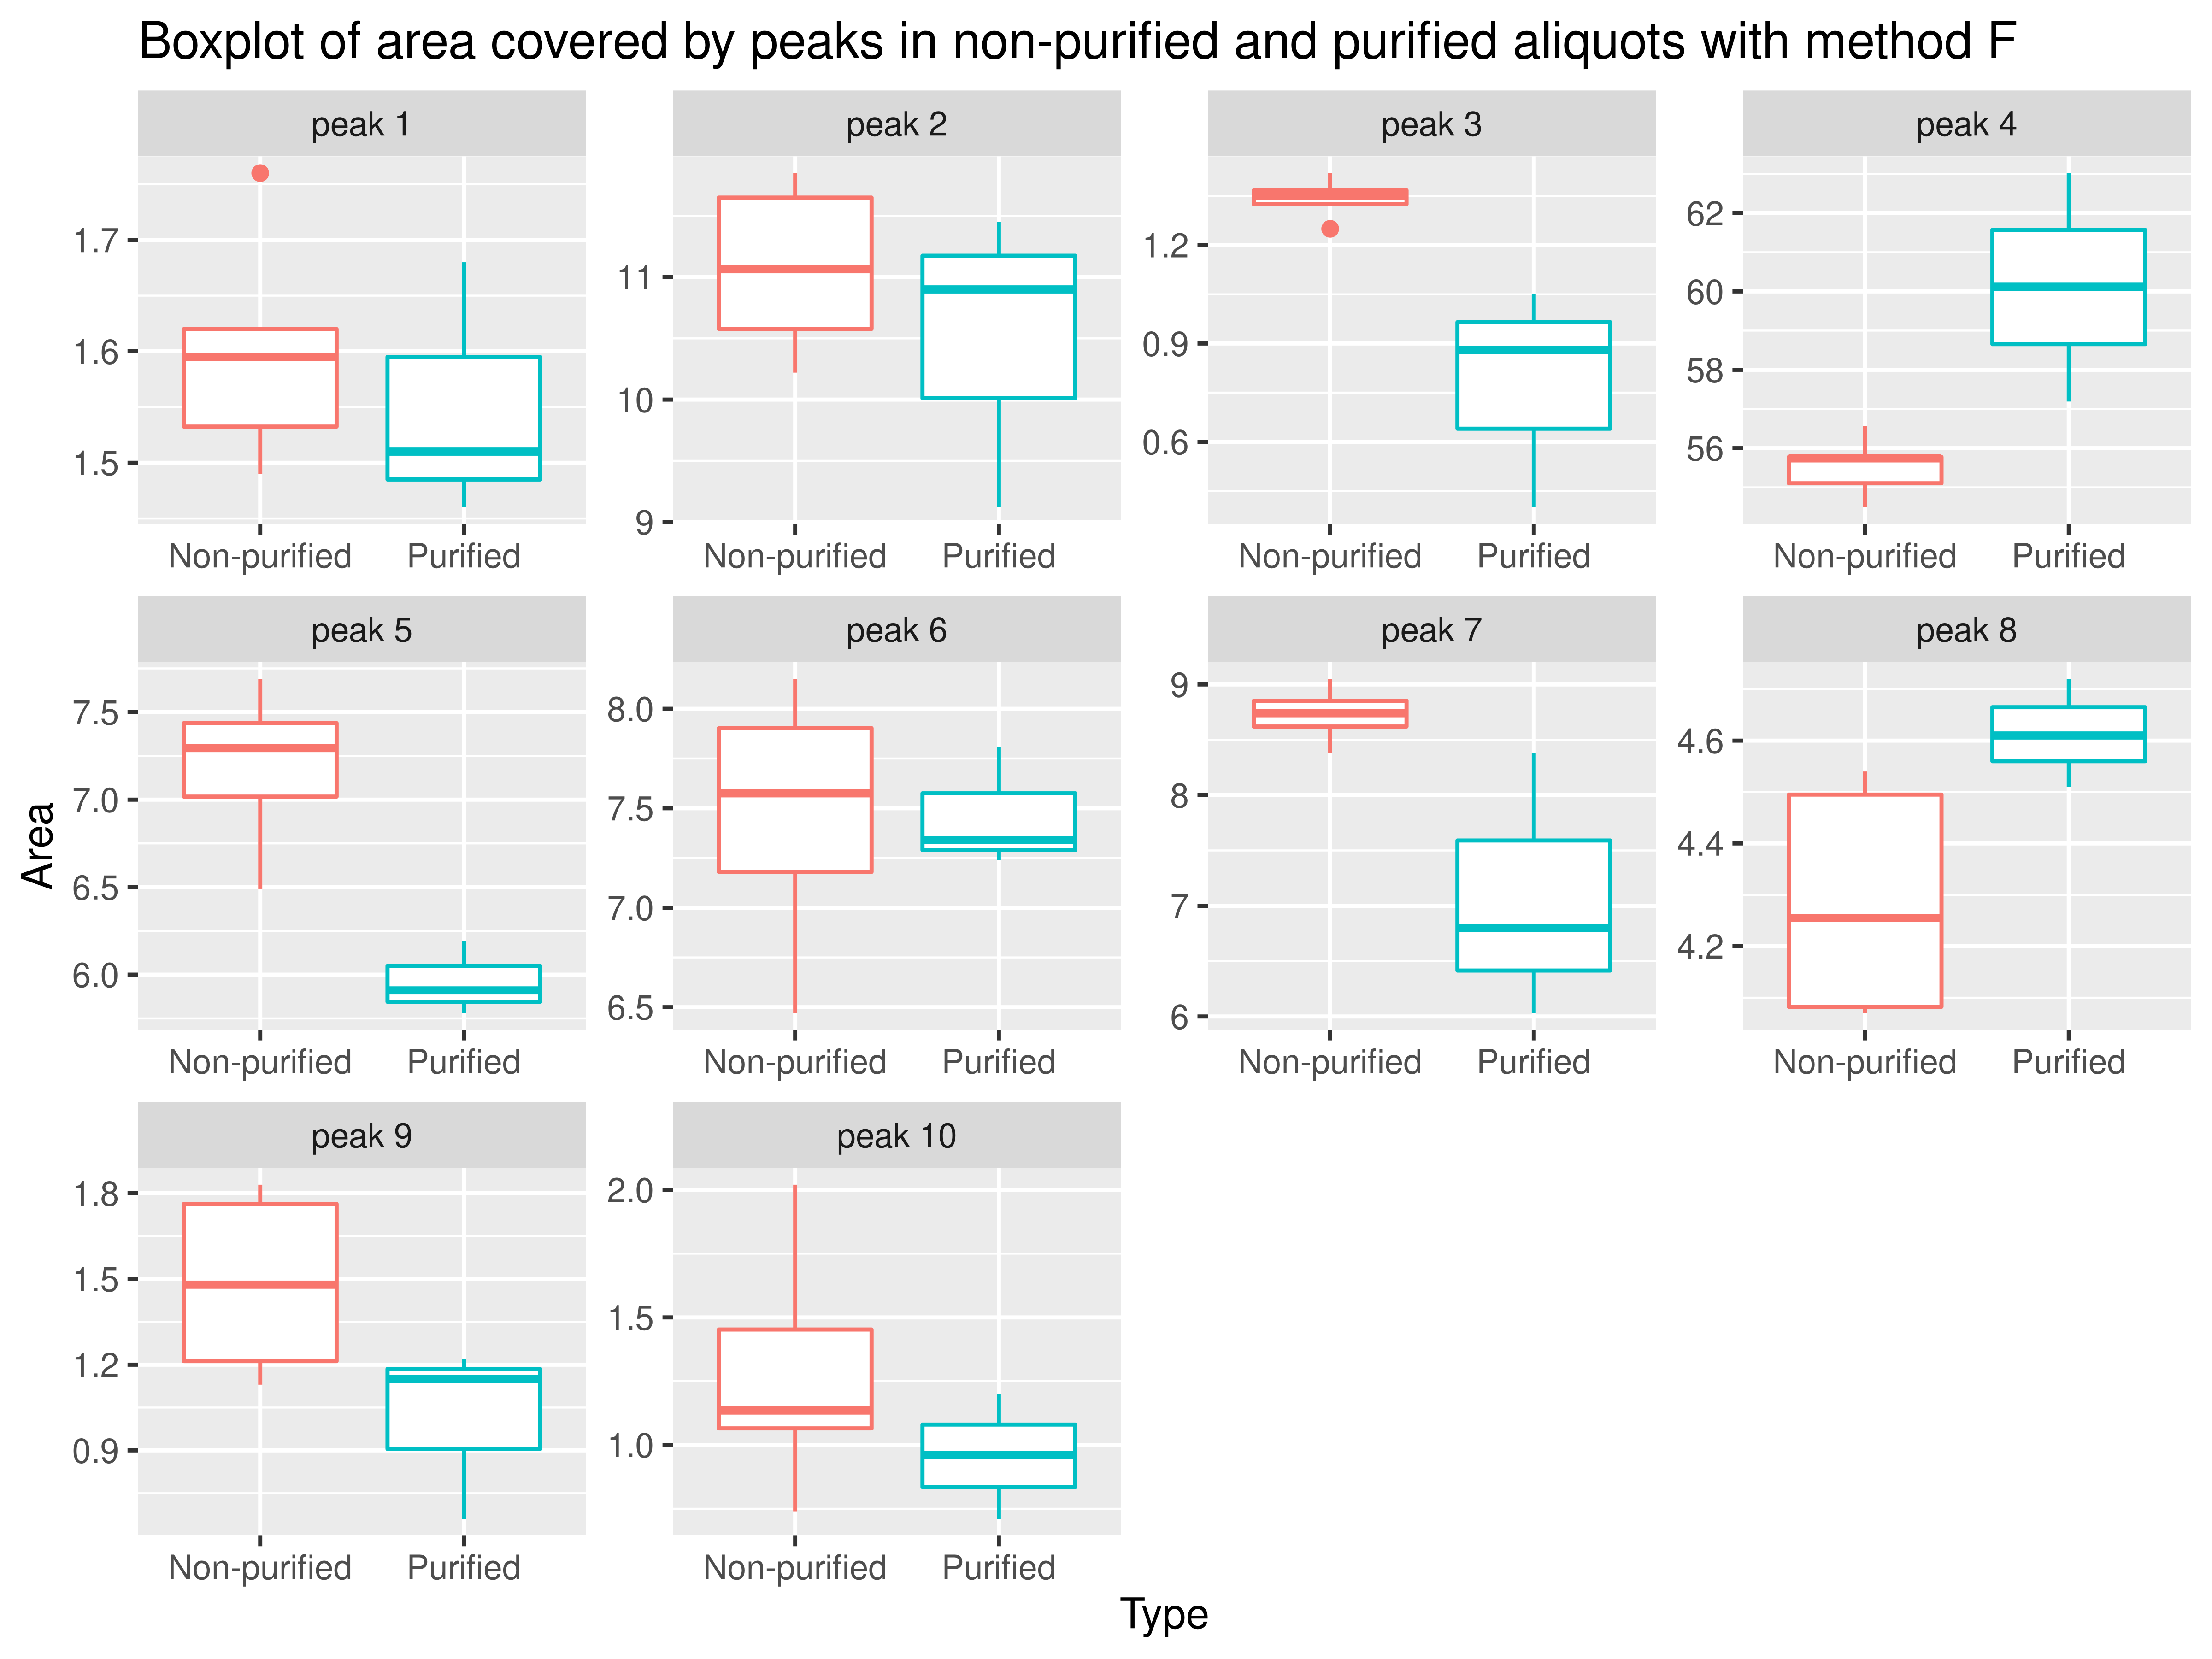 Boxplot of area covered by peaks in non-purified and purified aliquots with method F
peak 1
peak 2
peak 3
peak 4
1.7
1.6
1.5
11
10
9
1.2
0.9
0.6
62
60
58
56
Non-purified Purified
Non-purified Purified
Non-purified Purified
Non-purified Purified
peak 5
peak 6
peak 7
peak 8
Area
7.5
7.0
6.5
6.0
8.0
7.5
7.0
6.5
9
8
7
6
4.6
4.4
4.2
Non-purified Purified
Non-purified Purified
Non-purified Purified
Non-purified Purified
peak 9
peak 10
1.8
1.5
1.2
0.9
2.0
1.5
1.0
Non-purified Purified
Non-purified Purified
Type